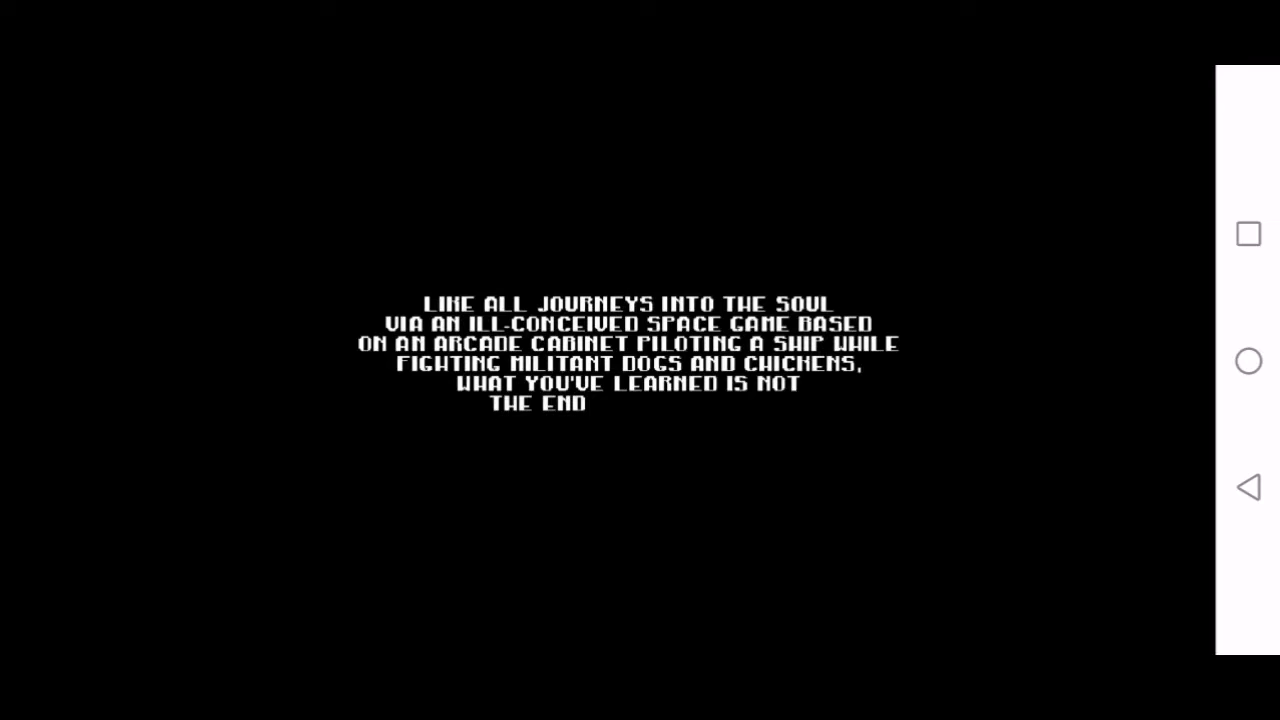 LIKE ALL JOURNEYS INTO THE SOUL
VIA AN ILL-CONCEIVED SPACE GAME BASED
ON AN ARCADE CABINET PILOTING A SHIP WHILE
FIGHTING MILITANT DOGS AND CHICKENS,
WHAT YOU'VE LEARNED IS NOT
THE END